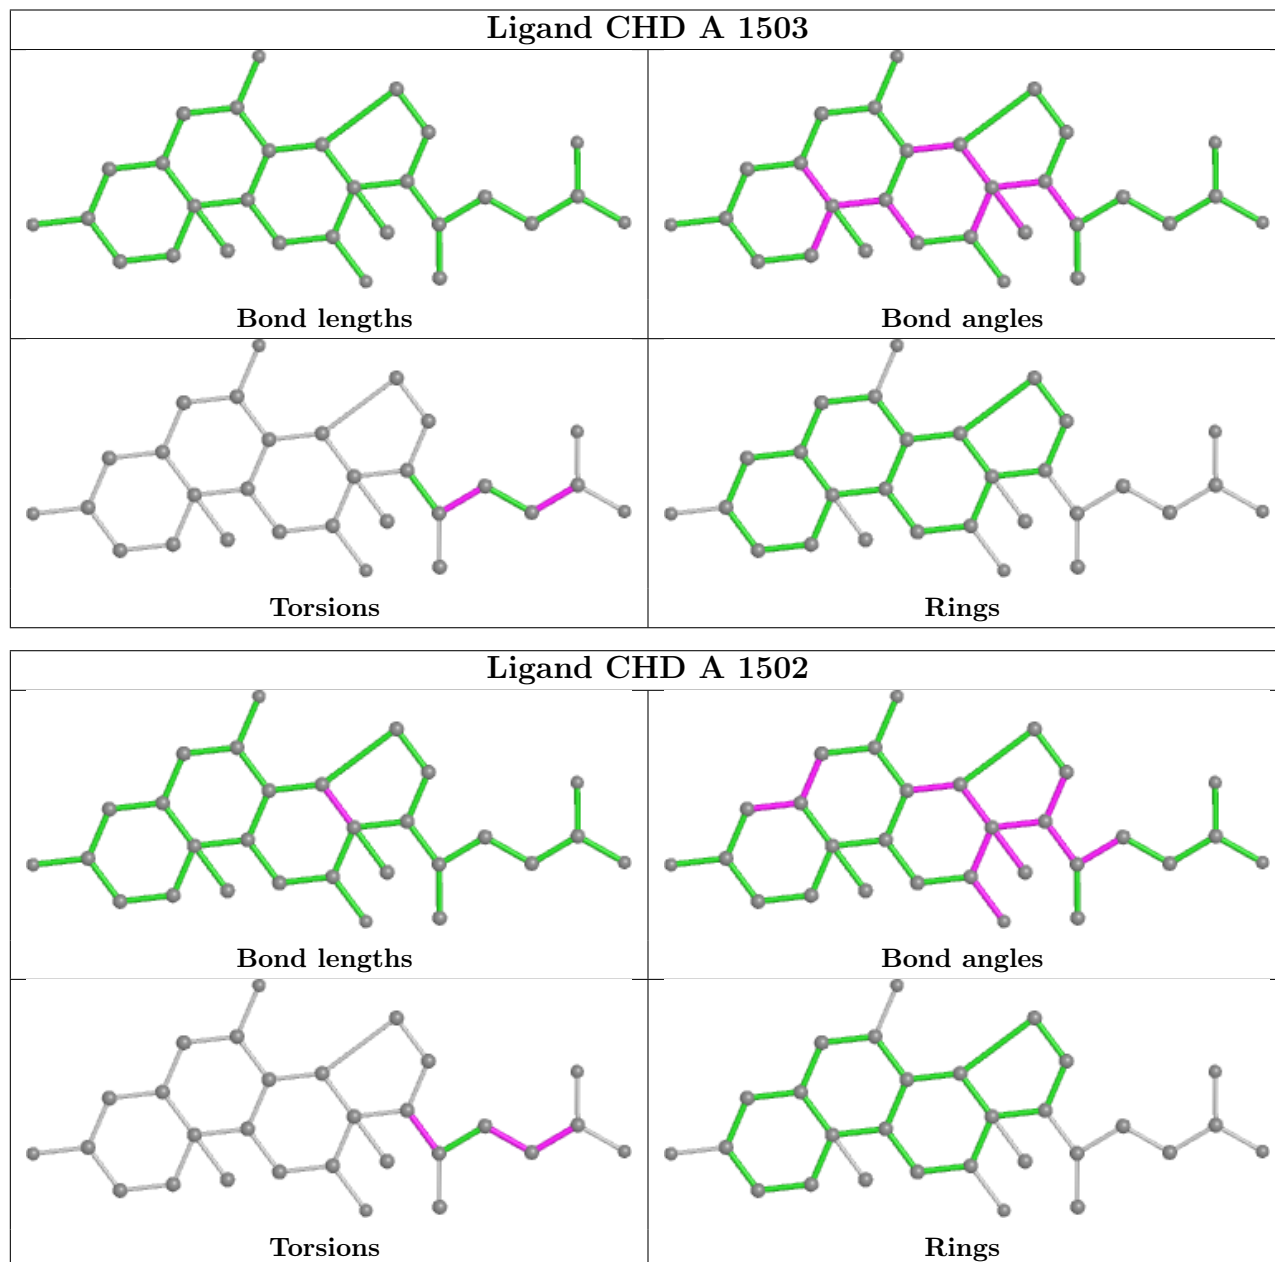 Ligand CHD A 1503
Bond lengths
Bond angles
Torsions
Rings
Ligand CHD A 1502
Bond lengths
Bond angles
Torsions
Rings